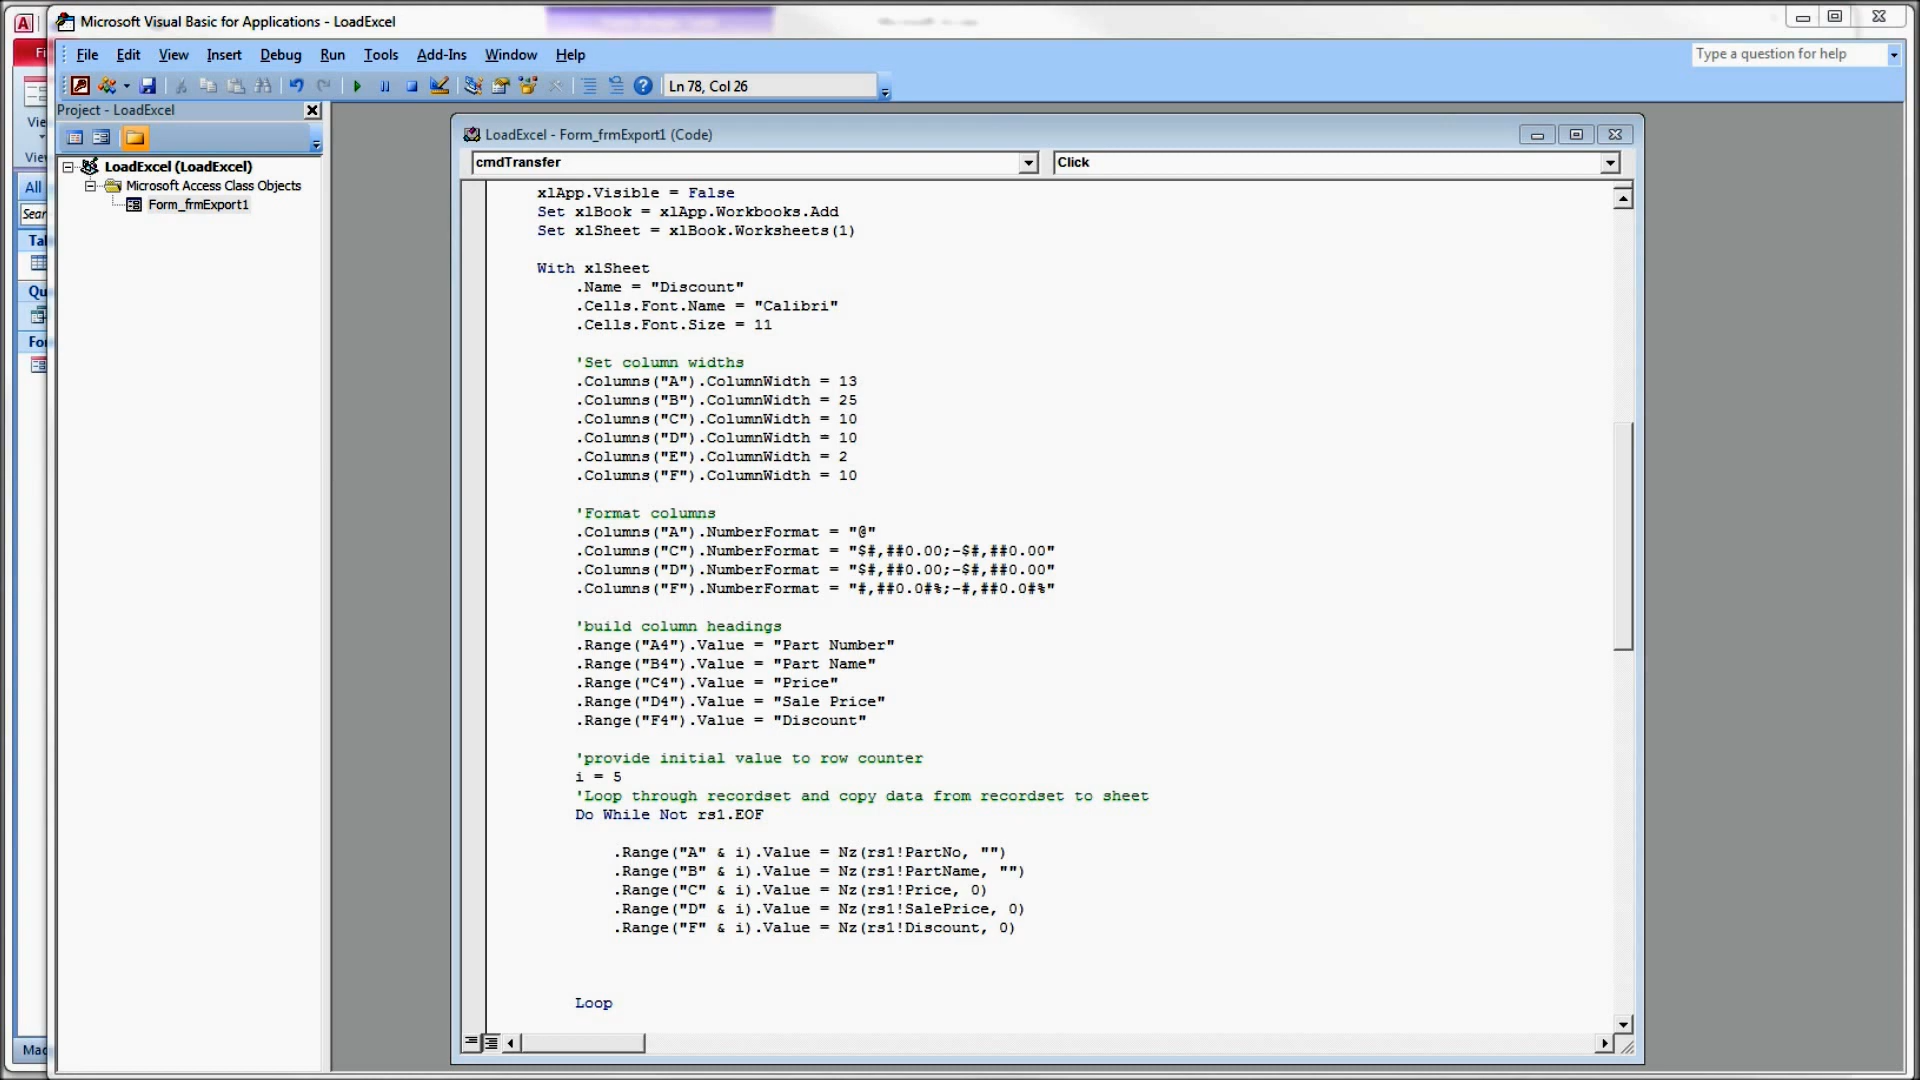 Microsoft Visual Basic for Applications - LoadExcel
File Edit View Insert Debug Run Tools Add-Ins Window Help
Type a question for help
Ln 78, Col 26
Project - LoadExcel
LoadExcel (LoadExcel)
Microsoft Access Class Objects
Form_frmExport1
All
LoadExcel - Form_frmExport1 (Code)
cmdTransfer
Click
xlApp.Visible = False
Set xlBook = xlApp.Workbooks.Add
Set xlSheet = xlBook.Worksheets(1)
With xlSheet
.Name = "Discount"
.Cells.Font.Name = "Calibri"
.Cells.Font.Size = 11
'Set column widths
.Columns("A").ColumnWidth = 13
.Columns("B").ColumnWidth = 25
.Columns("C").ColumnWidth = 10
.Columns("D").ColumnWidth = 10
.Columns("E").ColumnWidth = 2
.Columns("F").ColumnWidth = 10
'Format columns
.Columns("A").NumberFormat = "@"
.Columns("C").NumberFormat = "$#,##0.00;-$#,##0.00"
.Columns("D").NumberFormat = "$#,##0.00;-$#,##0.00"
.Columns("F").NumberFormat = "#,##0.0#%;-#,##0.0#%"
'build column headings
.Range("A4").Value = "Part Number"
.Range("B4").Value = "Part Name"
.Range("C4").Value = "Price"
.Range("D4").Value = "Sale Price"
.Range("F4").Value = "Discount"
'provide initial value to row counter
i = 5
'Loop through recordset and copy data from recordset to sheet
Do While Not rs1.EOF
.Range("A" & i).Value = Nz(rs1!PartNo, "")
.Range("B" & i).Value = Nz(rs1!PartName, "")
.Range("C" & i).Value = Nz(rs1!Price, 0)
.Range("D" & i).Value = Nz(rs1!SalePrice, 0)
.Range("F" & i).Value = Nz(rs1!Discount, 0)
Loop